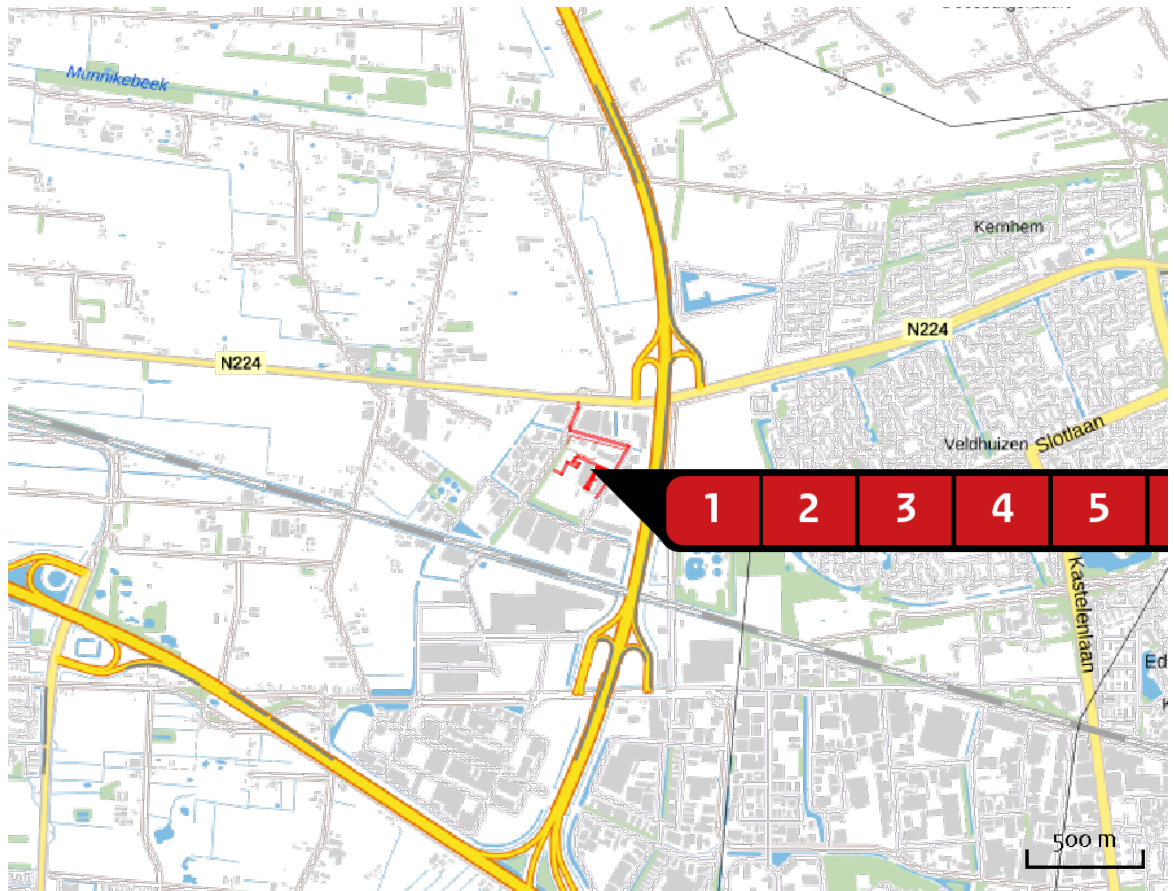 Munnikebeek
Kernhem
N224
N224
Veldhuizen
Slotlaan
1 2 3 4 5
Kastelenlaan
Ed
K
500 m